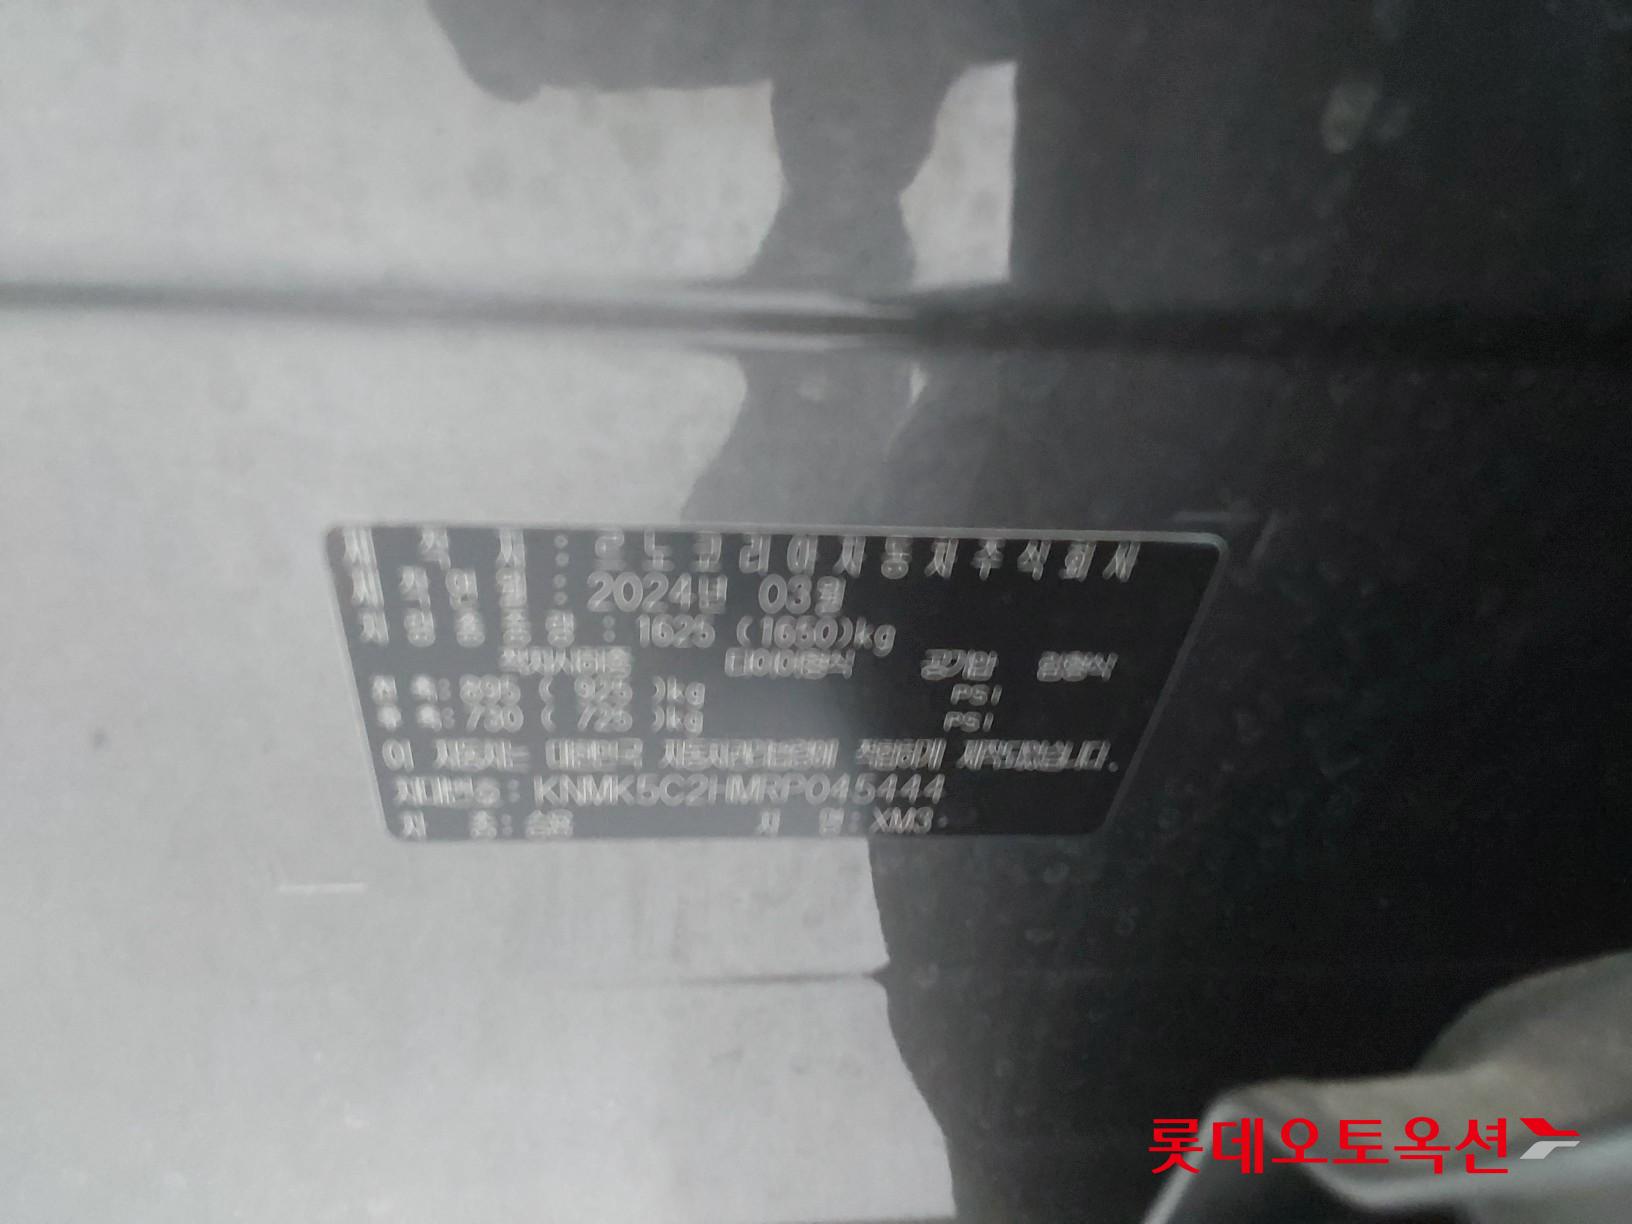 제 작 자 : 르노코리아자동차주식회사
제 작 연 월 : 2024년 03월
차 량 총 중 량 : 1625 (1650)kg
적차시하중 타이어형식 공기압 림형식
전 축: 895 ( 925 )kg PSI
후 축: 730 ( 725 )kg PSI
이 자동차는 대한민국 자동차관리법령에 적합하게 제작되었습니다.
차대번호: KNMK5C2HMRP045444
차 종: 승용 차 명: XM3
롯데오토옥션